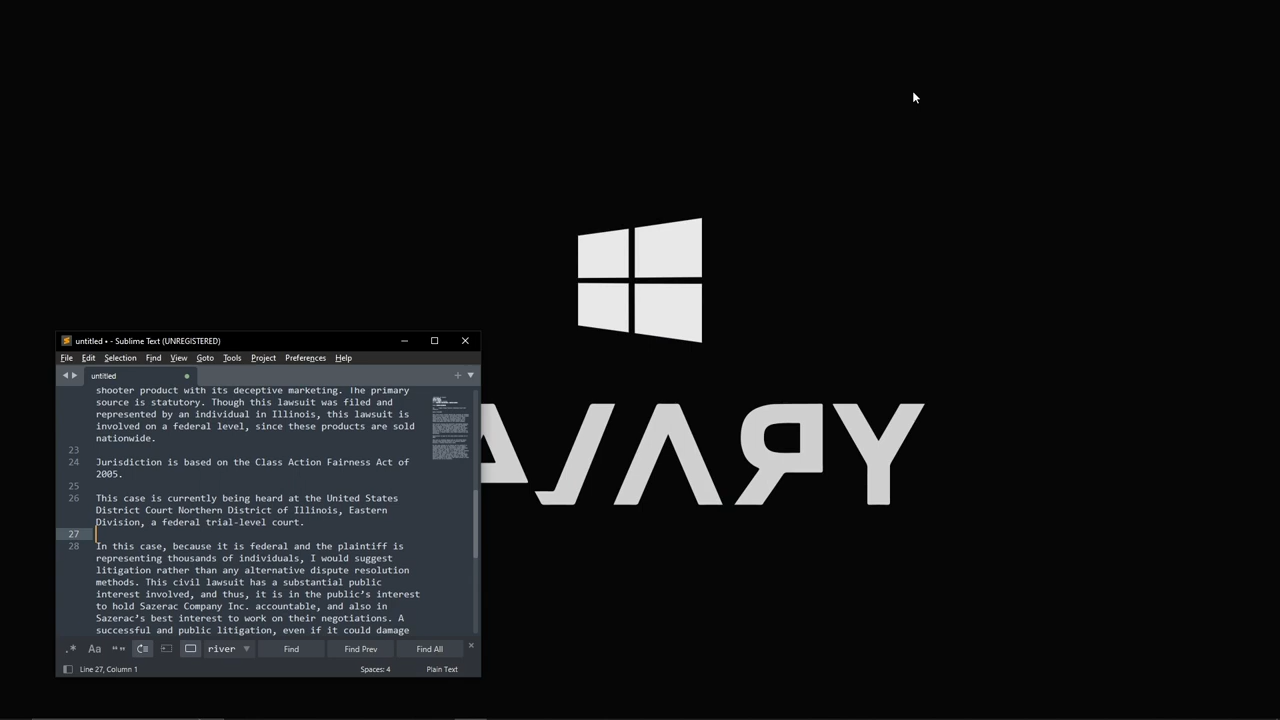 untitled • - Sublime Text (UNREGISTERED)
File Edit Selection Find View Goto Tools Project Preferences Help
untitled
shooter product with its deceptive marketing. The primary
source is statutory. Though this lawsuit was filed and
represented by an individual in Illinois, this lawsuit is
involved on a federal level, since these products are sold
nationwide.
23
24 Jurisdiction is based on the Class Action Fairness Act of
2005.
25
26 This case is currently being heard at the United States
District Court Northern District of Illinois, Eastern
Division, a federal trial-level court.
27
28 In this case, because it is federal and the plaintiff is
representing thousands of individuals, I would suggest
litigation rather than any alternative dispute resolution
methods. This civil lawsuit has a substantial public
interest involved, and thus, it is in the public’s interest
to hold Sazerac Company Inc. accountable, and also in
Sazerac’s best interest to work on their negotiations. A
successful and public litigation, even if it could damage
.* Aa “” river Find Find Prev Find All
Line 27, Column 1 Spaces: 4 Plain Text